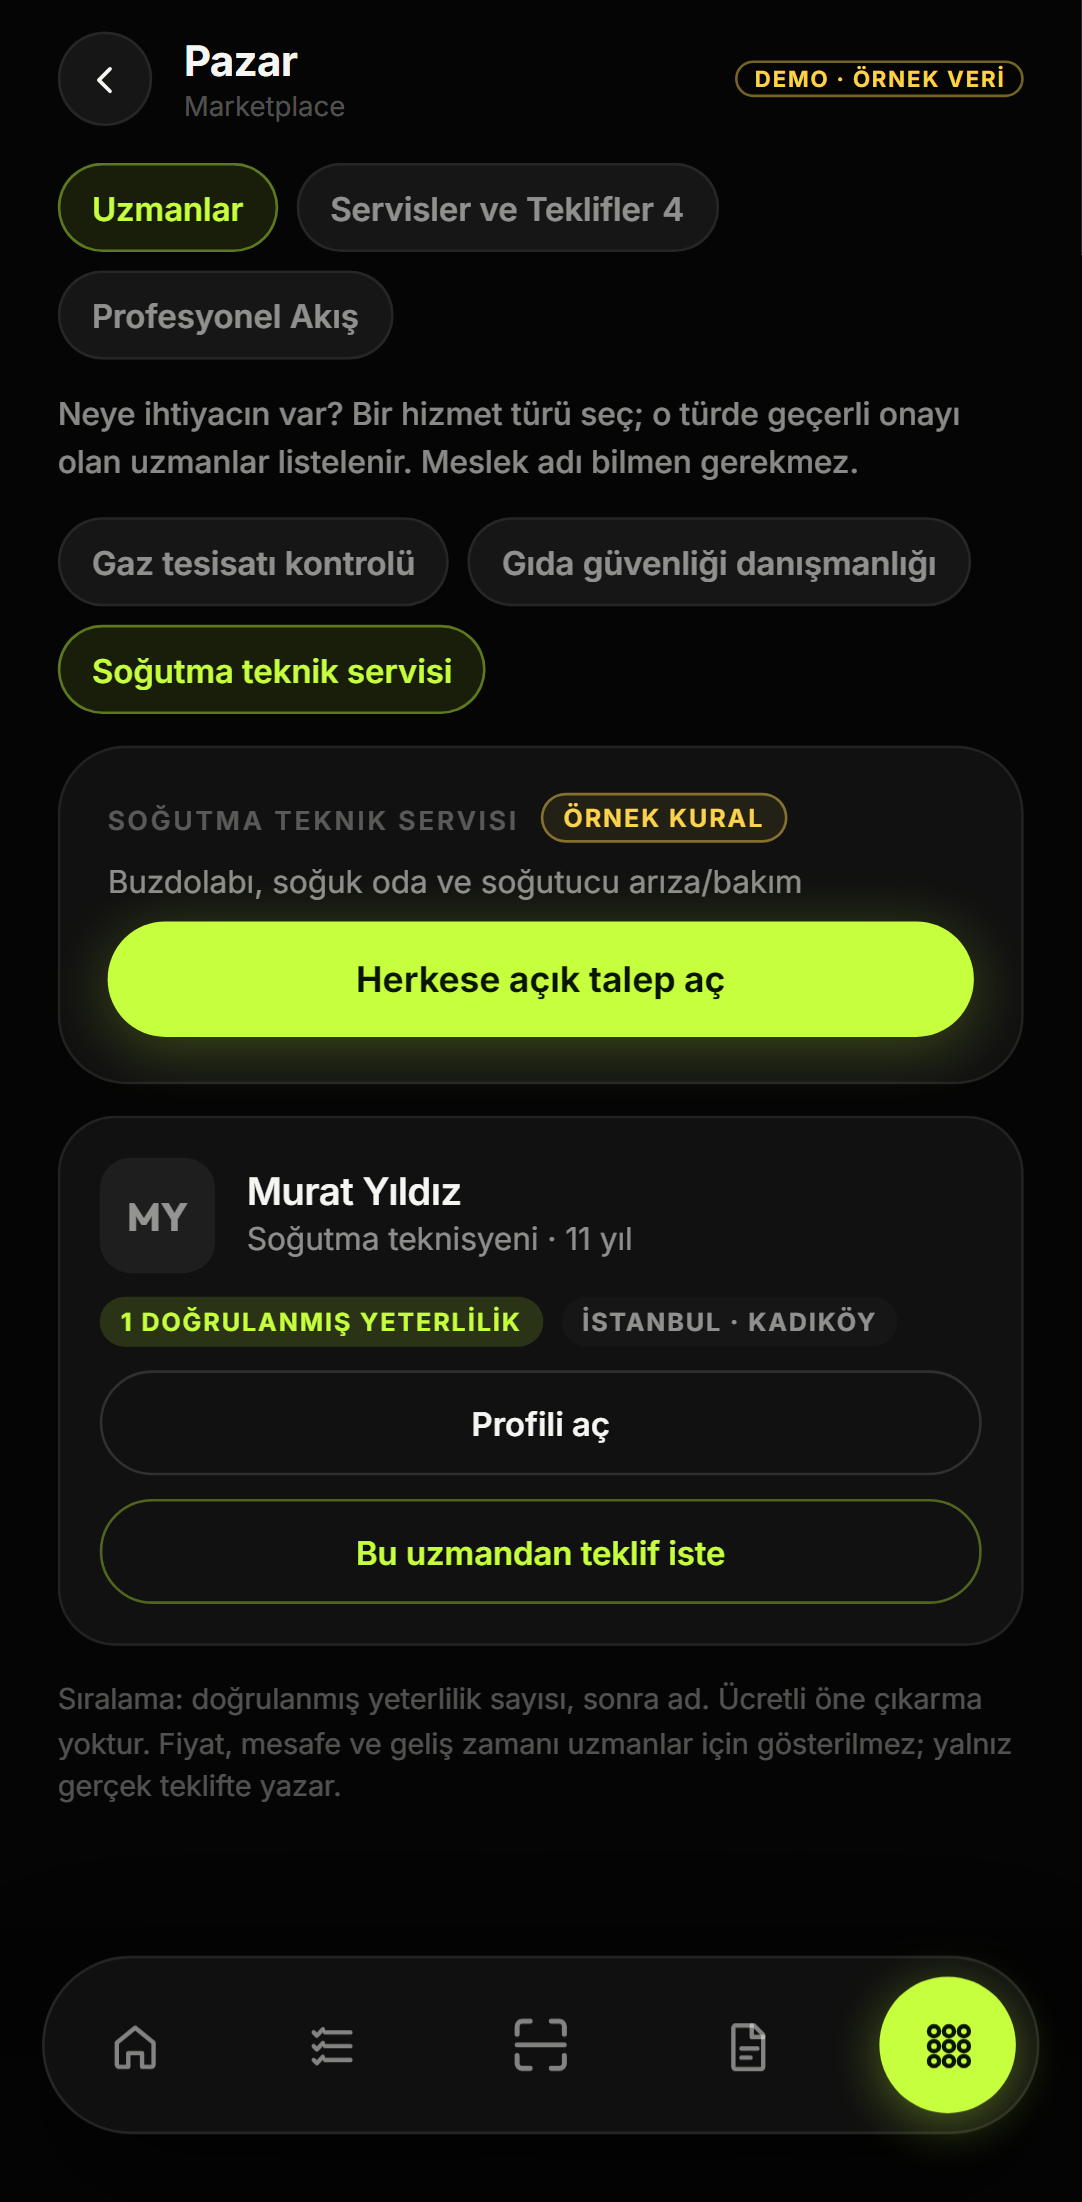 Pazar
Marketplace
DEMO · ÖRNEK VERİ
Uzmanlar
Servisler ve Teklifler 4
Profesyonel Akış
Neye ihtiyacın var? Bir hizmet türü seç; o türde geçerli onayı
olan uzmanlar listelenir. Meslek adı bilmen gerekmez.
Gaz tesisatı kontrolü
Gıda güvenliği danışmanlığı
Soğutma teknik servisi
SOĞUTMA TEKNIK SERVISI
ÖRNEK KURAL
Buzdolabı, soğuk oda ve soğutucu arıza/bakım
Herkese açık talep aç
MY
Murat Yıldız
Soğutma teknisyeni · 11 yıl
1 DOĞRULANMIŞ YETERLİLİK
İSTANBUL · KADIKÖY
Profili aç
Bu uzmandan teklif iste
Sıralama: doğrulanmış yeterlilik sayısı, sonra ad. Ücretli öne çıkarma
yoktur. Fiyat, mesafe ve geliş zamanı uzmanlar için gösterilmez; yalnız
gerçek teklifte yazar.